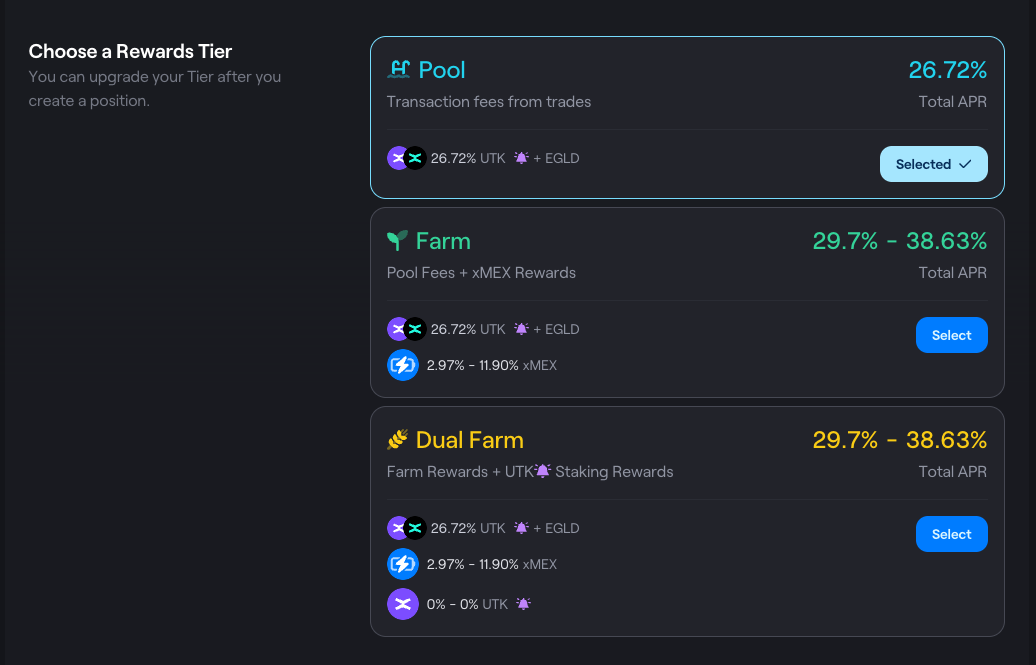 Choose a Rewards Tier
You can upgrade your Tier after you
create a position.
Pool
26.72%
Transaction fees from trades
Total APR
26.72% UTK + EGLD
Selected
Farm
29.7% - 38.63%
Pool Fees + xMEX Rewards
Total APR
26.72% UTK + EGLD
Select
2.97% - 11.90% xMEX
Dual Farm
29.7% - 38.63%
Farm Rewards + UTK Staking Rewards
Total APR
26.72% UTK + EGLD
Select
2.97% - 11.90% xMEX
0% - 0% UTK